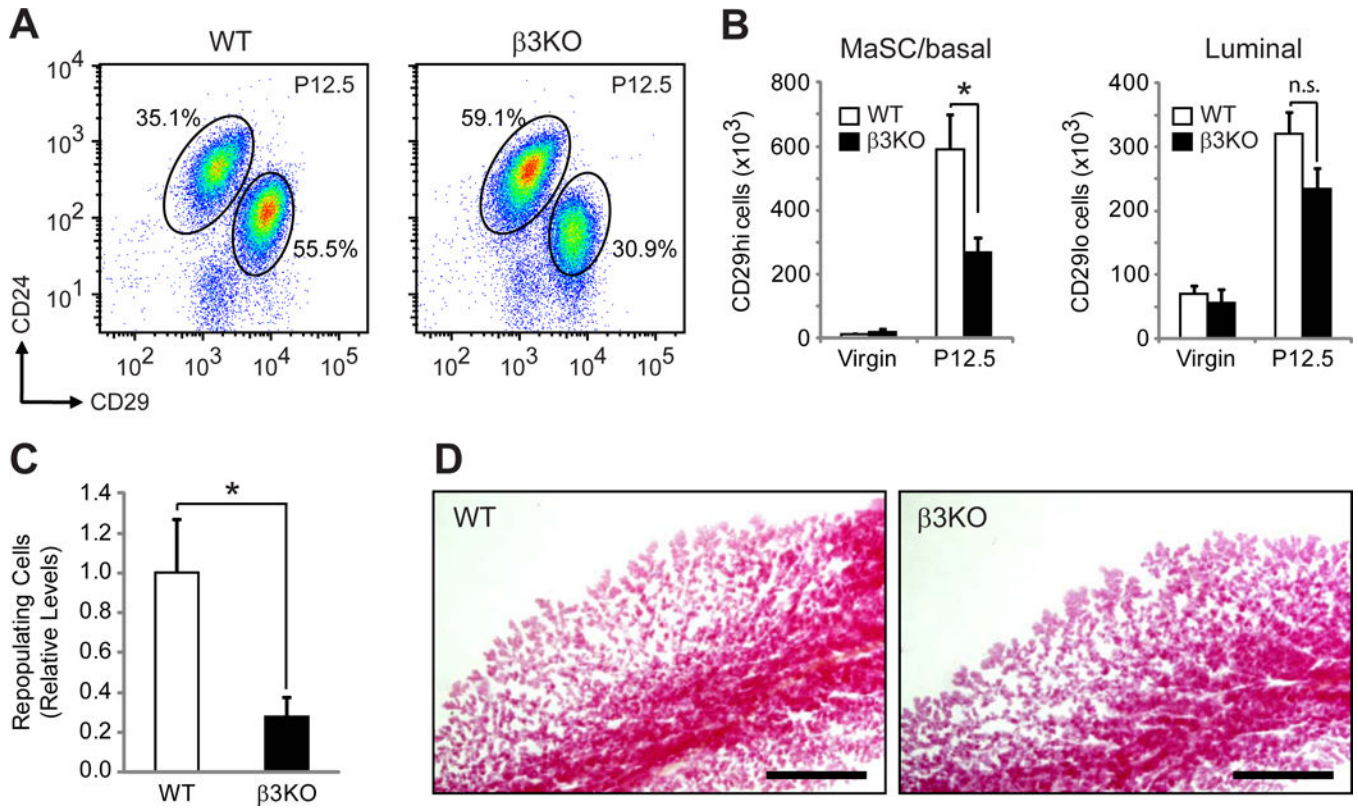 A
WT
β3KO
10⁴
10³
10²
10¹
P12.5
35.1%
55.5%
P12.5
59.1%
30.9%
10² 10³ 10⁴ 10⁵
10² 10³ 10⁴ 10⁵
CD24
CD29
B
MaSC/basal
CD29hi cells (x10³)
800
600
400
200
0
WT
β3KO
*
Virgin P12.5
Luminal
CD29lo cells (x10³)
400
300
200
100
0
WT
β3KO
n.s.
Virgin P12.5
C
Repopulating Cells
(Relative Levels)
1.4
1.2
1.0
0.8
0.6
0.4
0.2
0.0
*
WT β3KO
D
WT
β3KO